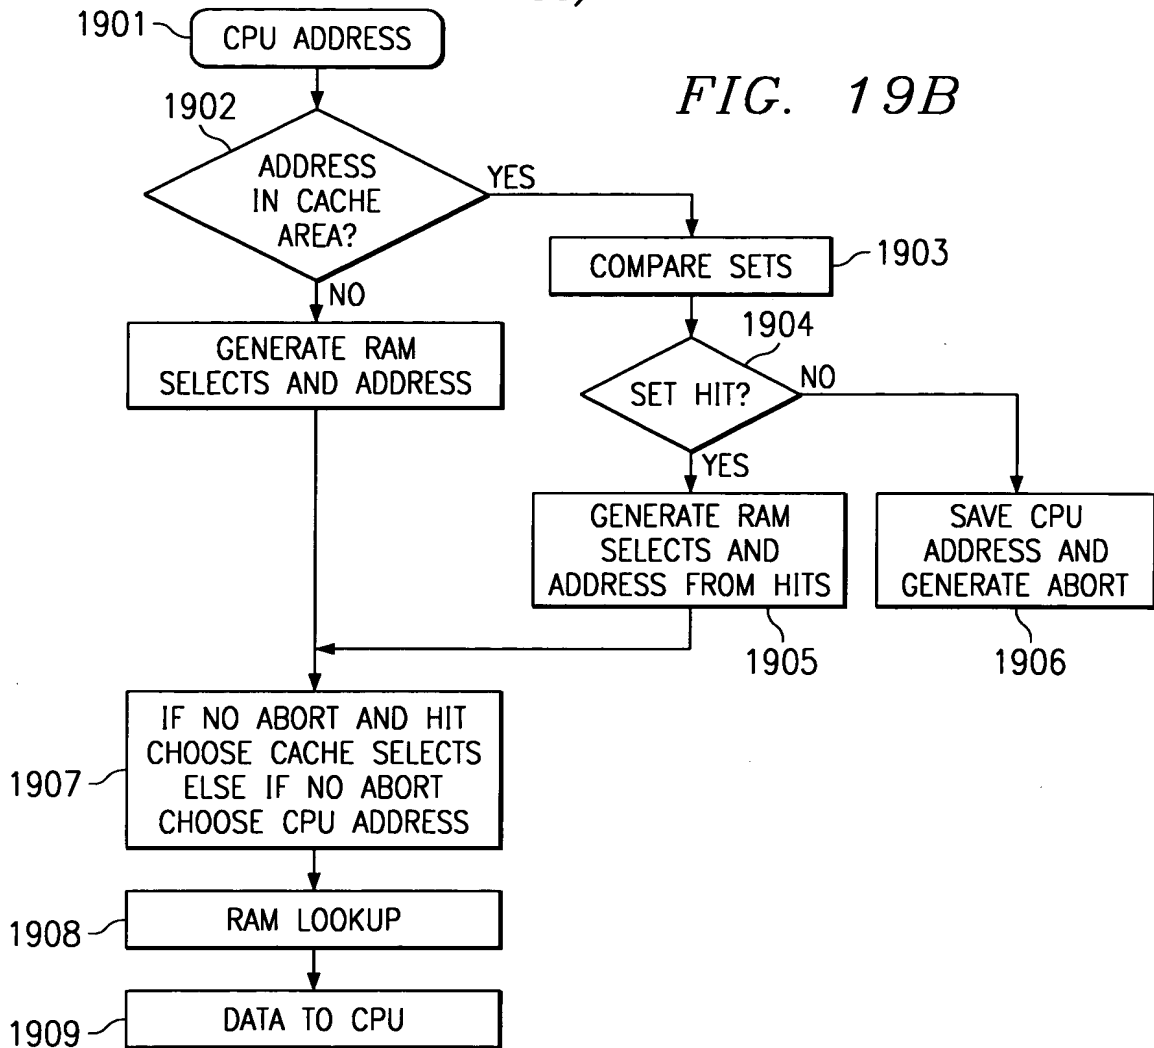 1901
CPU ADDRESS
FIG. 19B
1902
ADDRESS
IN CACHE
AREA?
YES
NO
COMPARE SETS
1903
GENERATE RAM
SELECTS AND ADDRESS
1904
SET HIT?
NO
YES
GENERATE RAM
SELECTS AND
ADDRESS FROM HITS
1905
SAVE CPU
ADDRESS AND
GENERATE ABORT
1906
1907
IF NO ABORT AND HIT
CHOOSE CACHE SELECTS
ELSE IF NO ABORT
CHOOSE CPU ADDRESS
1908
RAM LOOKUP
1909
DATA TO CPU